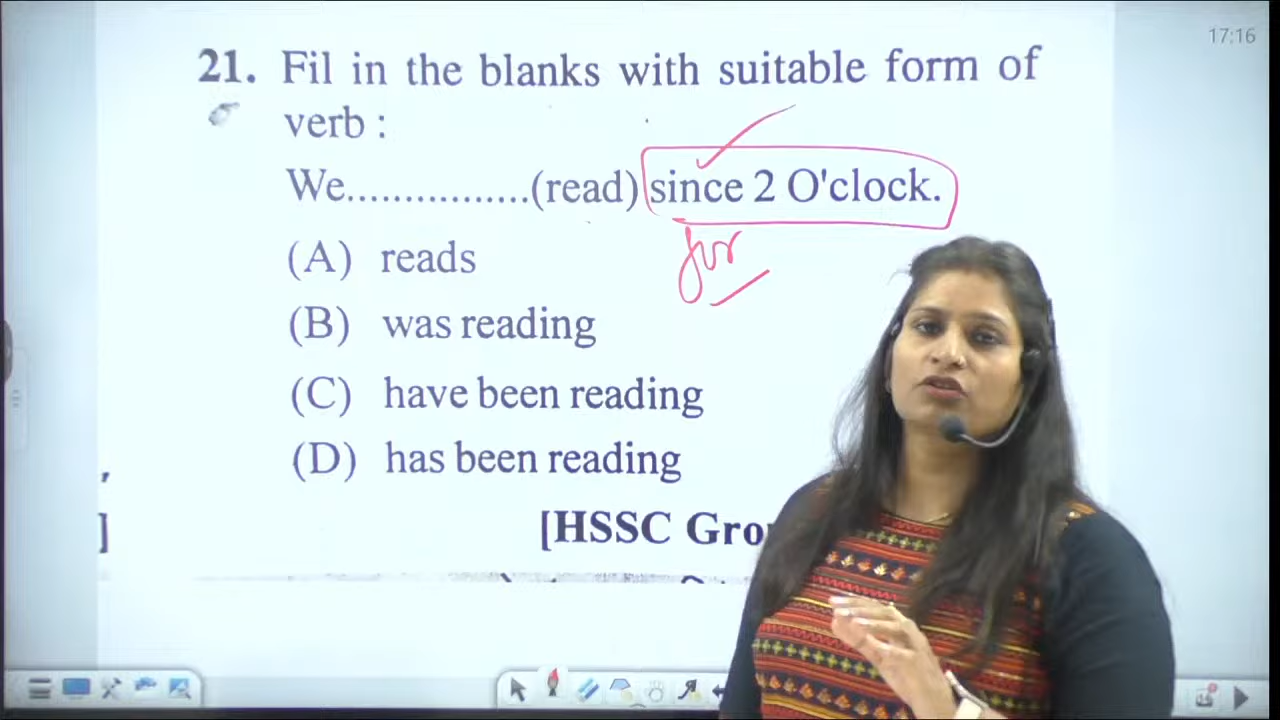 17:16
21. Fil in the blanks with suitable form of
verb :
We................(read) since 2 O'clock.
for
(A) reads
(B) was reading
(C) have been reading
(D) has been reading
, 
] [HSSC